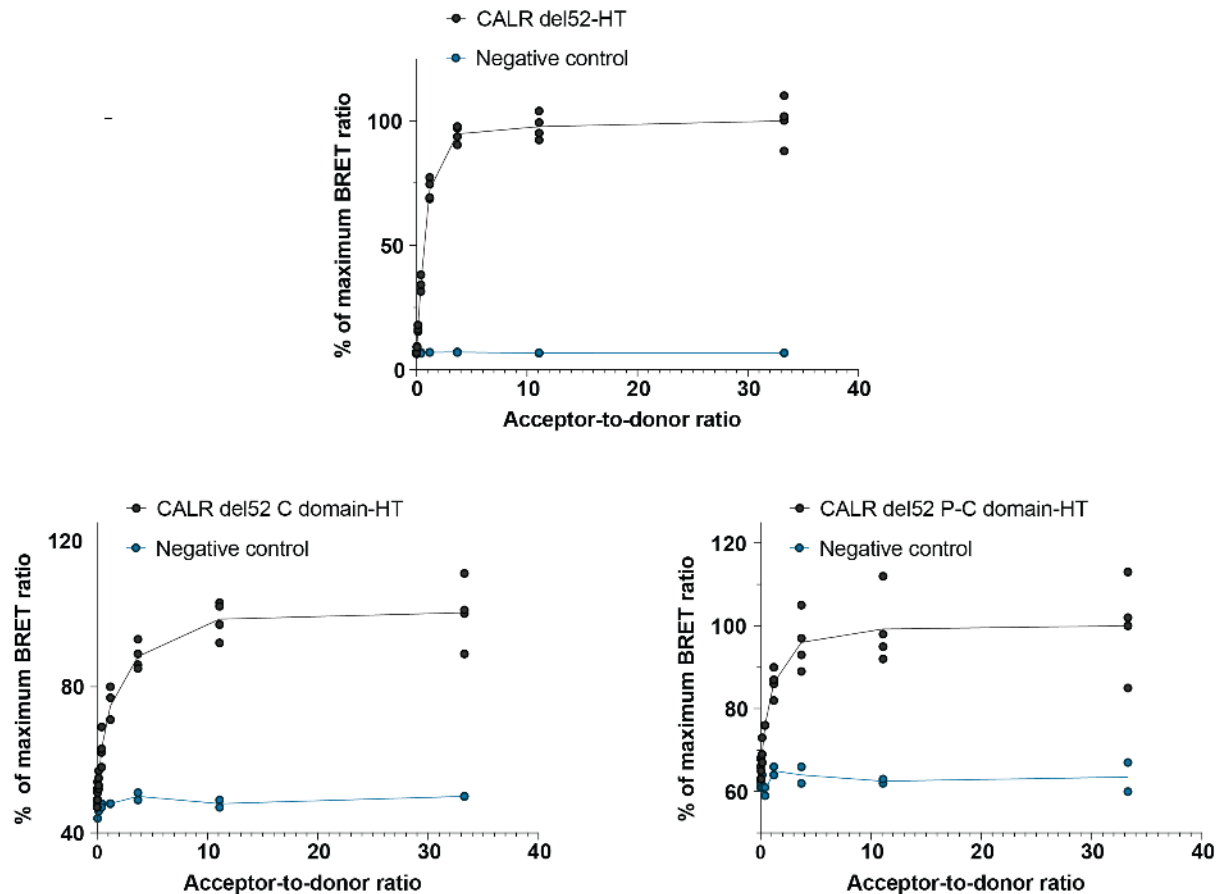 CALR del52-HT
Negative control
% of maximum BRET ratio
100
50
0
0 10 20 30 40
Acceptor-to-donor ratio
CALR del52 C domain-HT
Negative control
% of maximum BRET ratio
120
80
40
0 10 20 30 40
Acceptor-to-donor ratio
CALR del52 P-C domain-HT
Negative control
% of maximum BRET ratio
120
100
80
60
0 10 20 30 40
Acceptor-to-donor ratio